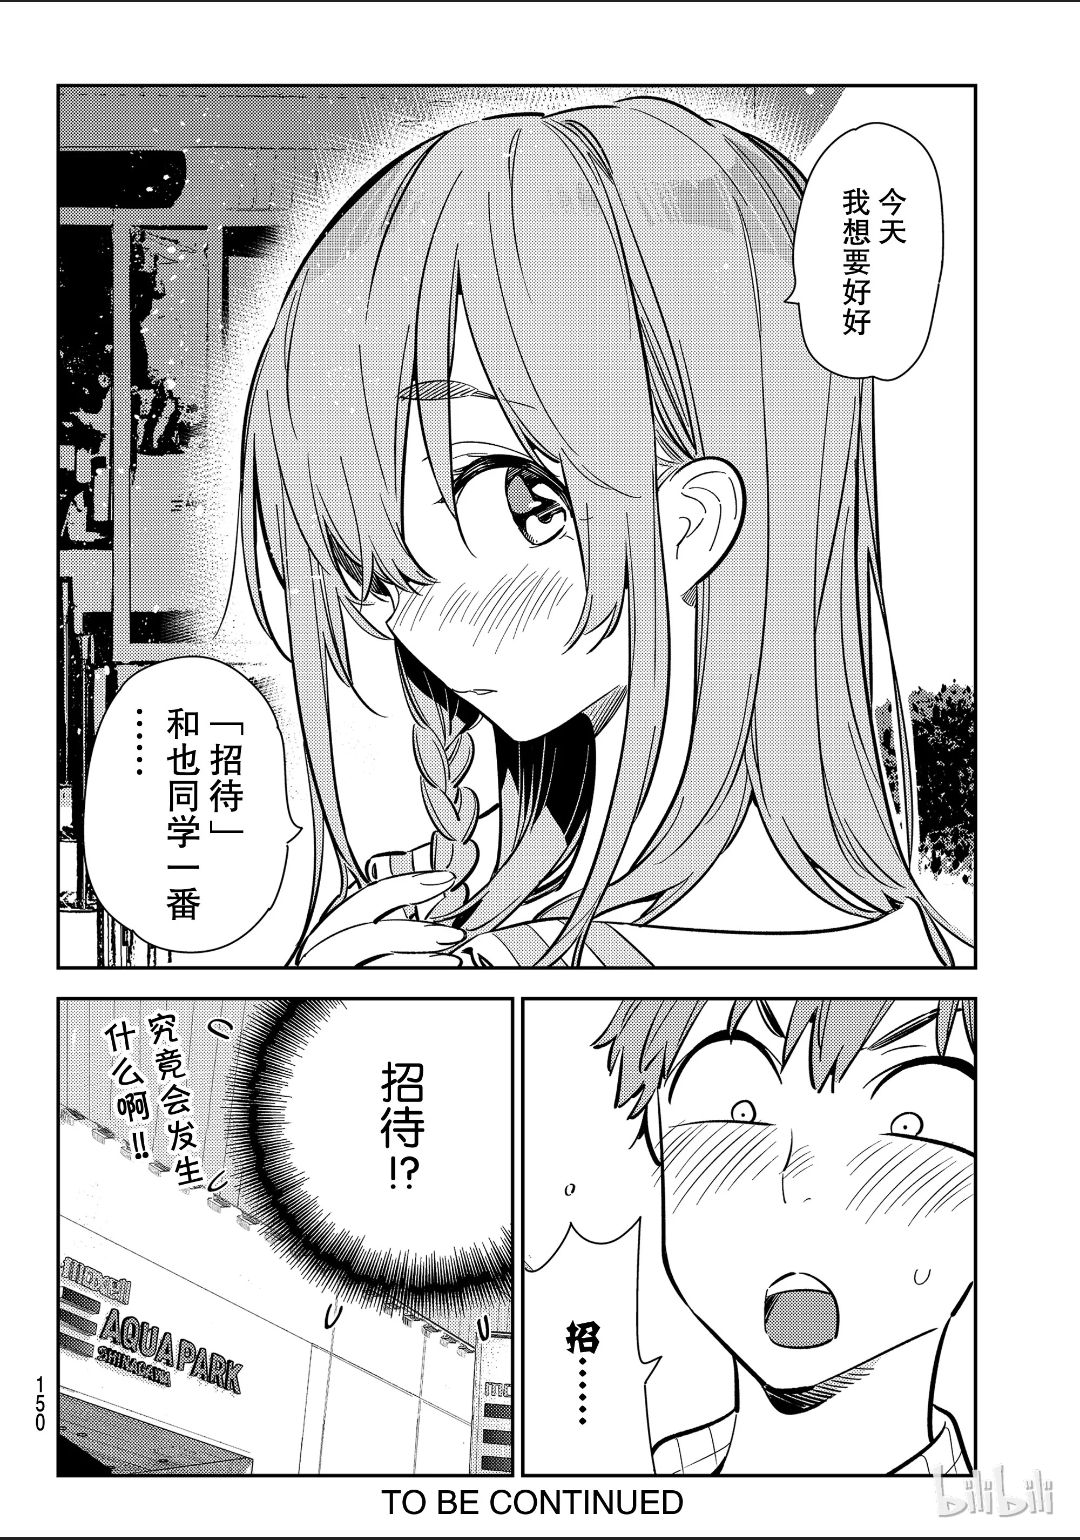 今天
我想要好好
「招待」
和也同学一番
……
招……
招待!?
究竟会发生
什么啊!!
maxell
AQUA PARK
SHINAGAWA
150
TO BE CONTINUED
bilibili